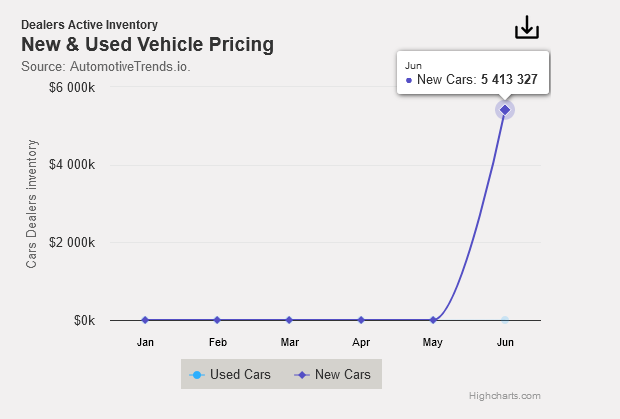 Dealers Active Inventory
New & Used Vehicle Pricing
Source: AutomotiveTrends.io.
Jun
New Cars: 5 413 327
$6 000k
$4 000k
$2 000k
$0k
Cars Dealers Inventory
Jan Feb Mar Apr May Jun
Used Cars New Cars
Highcharts.com